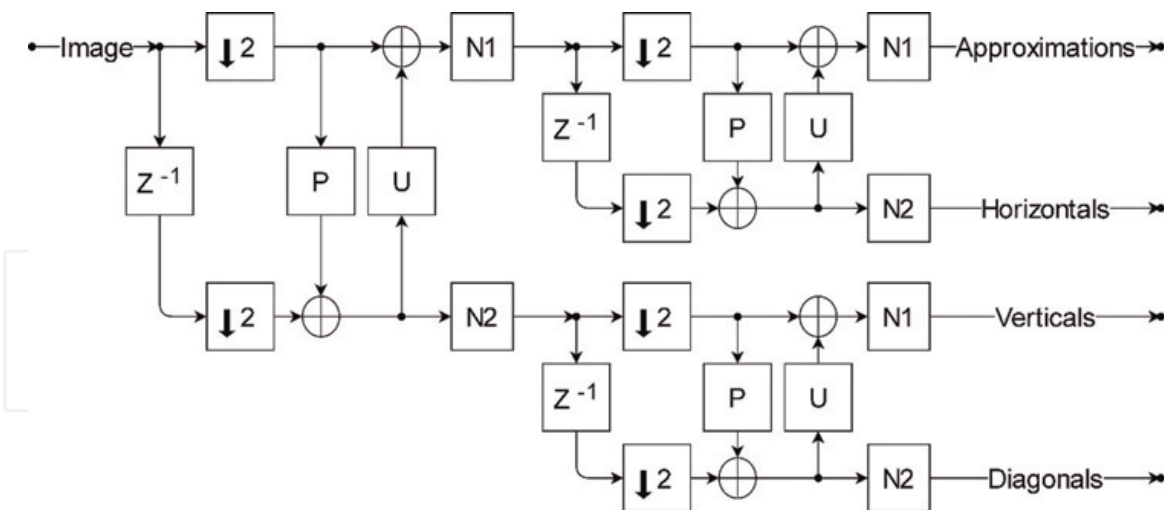 Image ↓2 N1 ↓2 N1 Approximations
Z⁻¹ P U
Z⁻¹ P U
↓2 N2 Horizontals
↓2 N2 ↓2 N1 Verticals
Z⁻¹ P U
↓2 N2 Diagonals